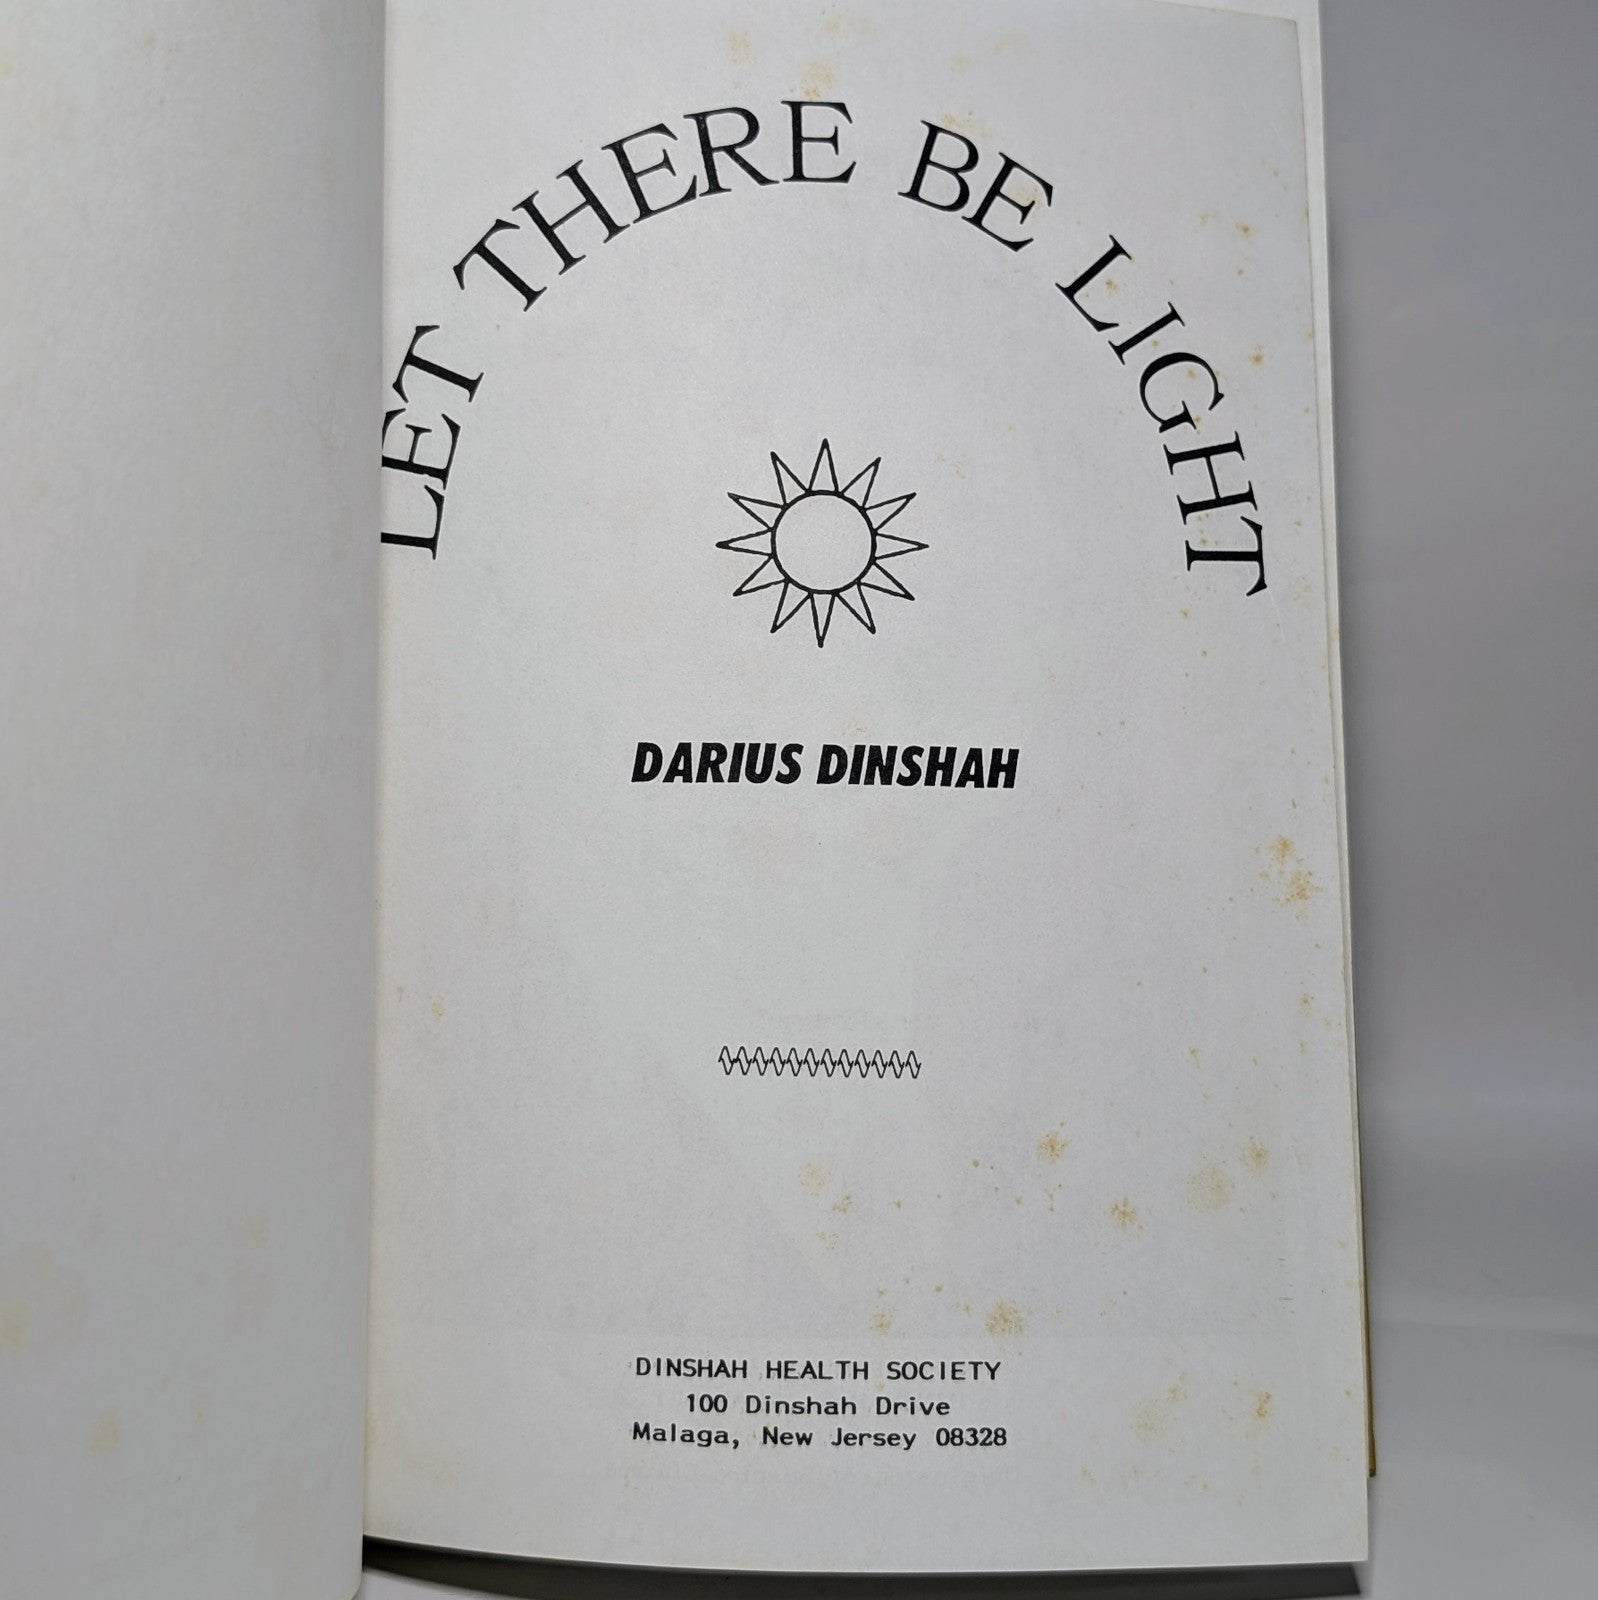 LET THERE BE LIGHT
DARIUS DINSHAH
DINSHAH HEALTH SOCIETY
100 Dinshah Drive
Malaga, New Jersey 08328